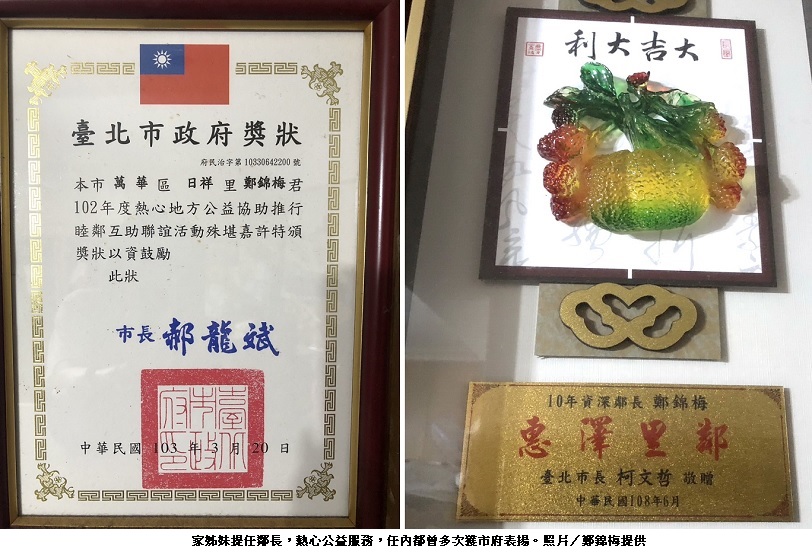 臺北市政府獎狀
府民治字第10330642200號
本市 萬華 區 日祥 里 鄭錦梅 君
102年度熱心地方公益協助推行
睦鄰互助聯誼活動殊堪嘉許特頒
獎狀以資鼓勵
此狀
市長 郝龍斌
臺北市政府印
中華民國 103 年 3 月 20 日
利大吉大
10年資深鄰長 鄭錦梅
惠澤里鄰
臺北市長 柯文哲 敬贈
中華民國108年6月
家姊妹提任鄰長，熱心公益服務，任內都曾多次獲市府表揚。照片／鄭錦梅提供